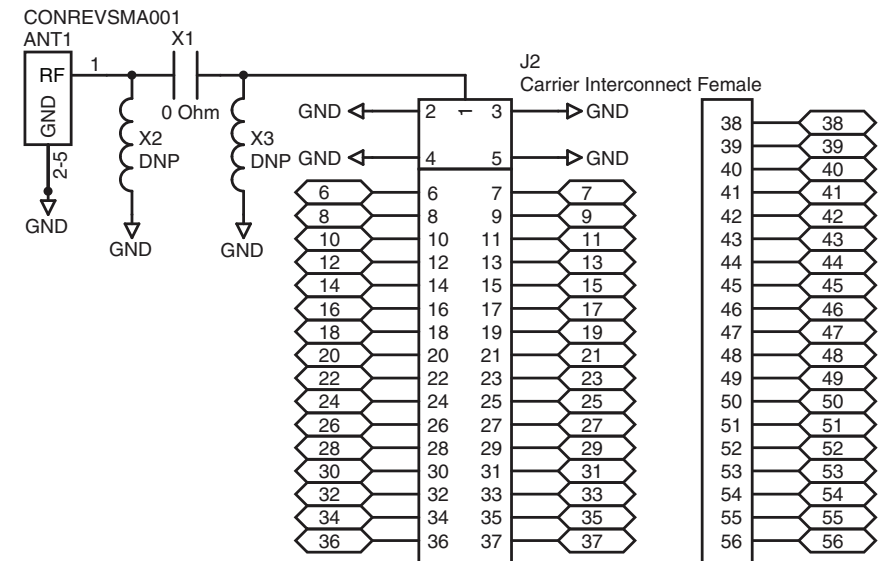 CONREVSMA001
ANT1
X1
RF
1
GND
2-5
GND
0 Ohm
X2
DNP
GND
X3
DNP
GND
J2
Carrier Interconnect Female
GND 2 1 3 GND
GND 4 5 GND
6 6 7 7
8 8 9 9
10 10 11 11
12 12 13 13
14 14 15 15
16 16 17 17
18 18 19 19
20 20 21 21
22 22 23 23
24 24 25 25
26 26 27 27
28 28 29 29
30 30 31 31
32 32 33 33
34 34 35 35
36 36 37 37
38 38
39 39
40 40
41 41
42 42
43 43
44 44
45 45
46 46
47 47
48 48
49 49
50 50
51 51
52 52
53 53
54 54
55 55
56 56